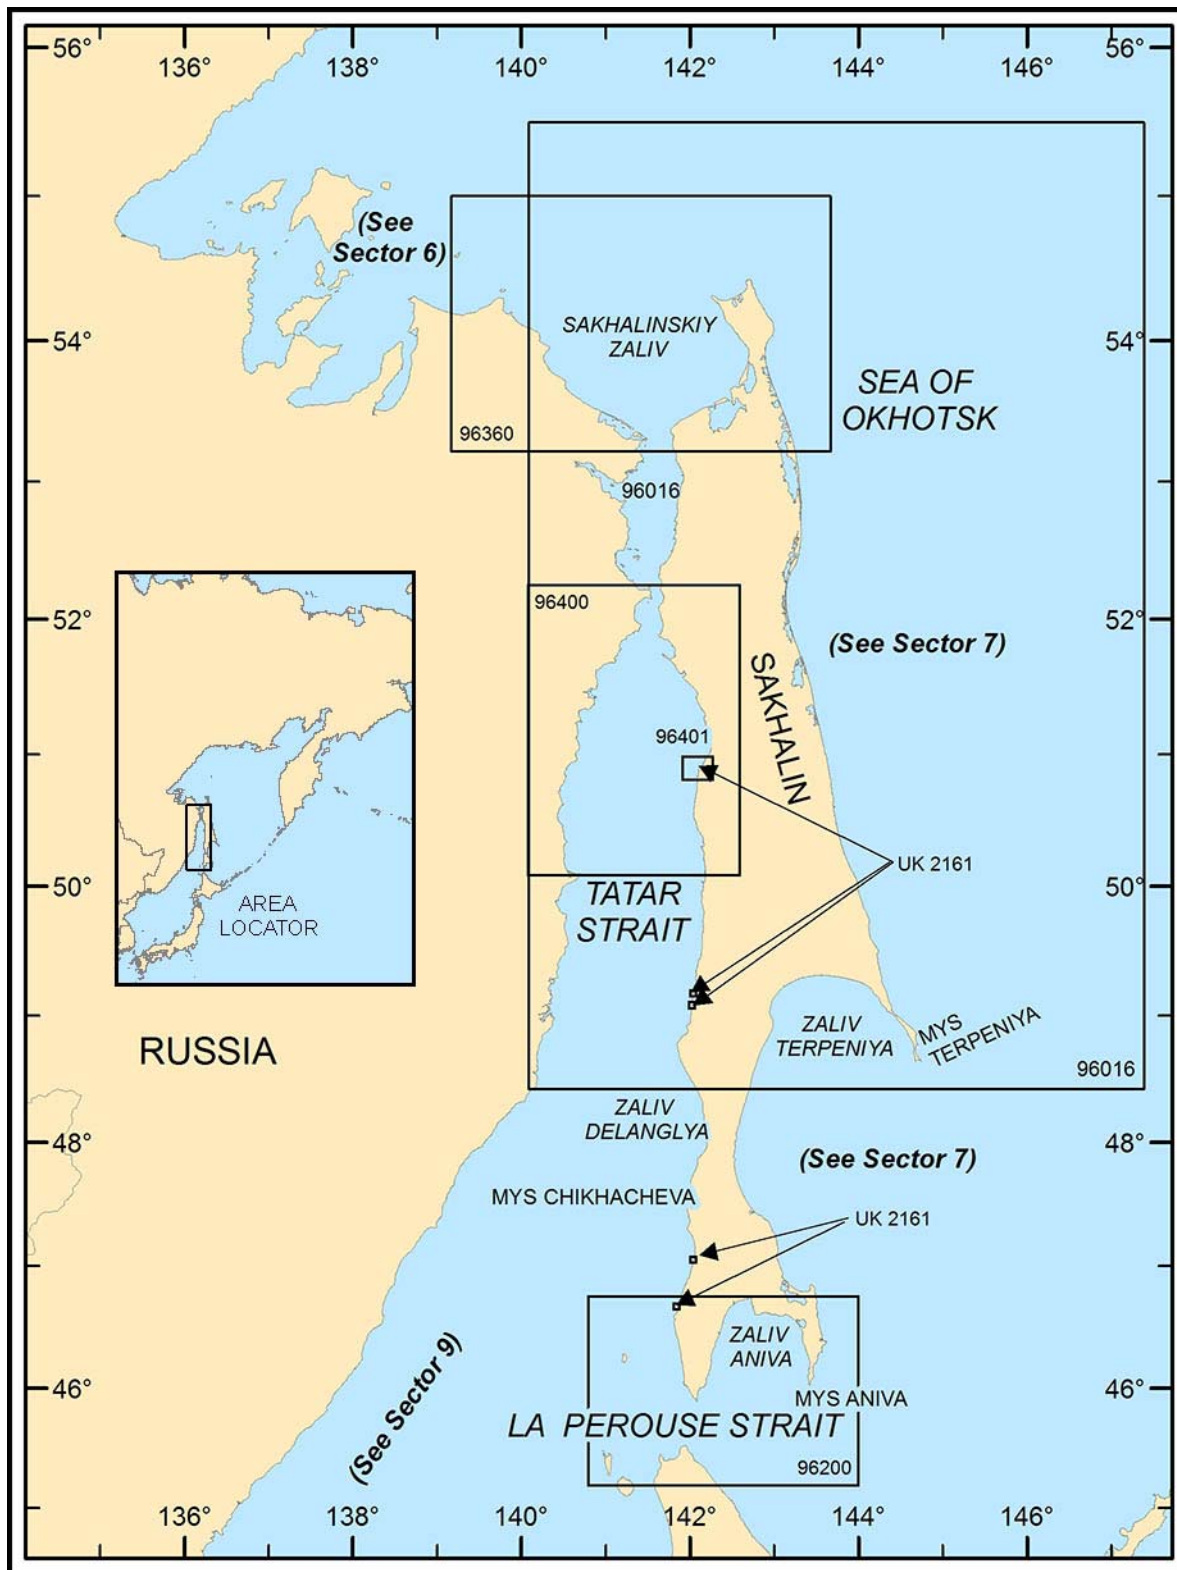 56°
136°
138°
140°
142°
144°
146°
56°
(See
Sector 6)
SAKHALINSKIY
ZALIV
54°
54°
SEA OF
OKHOTSK
96360
96016
96400
52°
52°
(See Sector 7)
SAKHALIN
96401
UK 2161
50°
50°
TATAR
STRAIT
AREA
LOCATOR
RUSSIA
ZALIV
TERPENIYA
MYS
TERPENIYA
96016
ZALIV
DELANGLYA
48°
48°
(See Sector 7)
MYS CHIKHACHEVA
UK 2161
ZALIV
ANIVA
(See Sector 9)
46°
46°
MYS ANIVA
LA PEROUSE STRAIT
96200
136°
138°
140°
142°
144°
146°